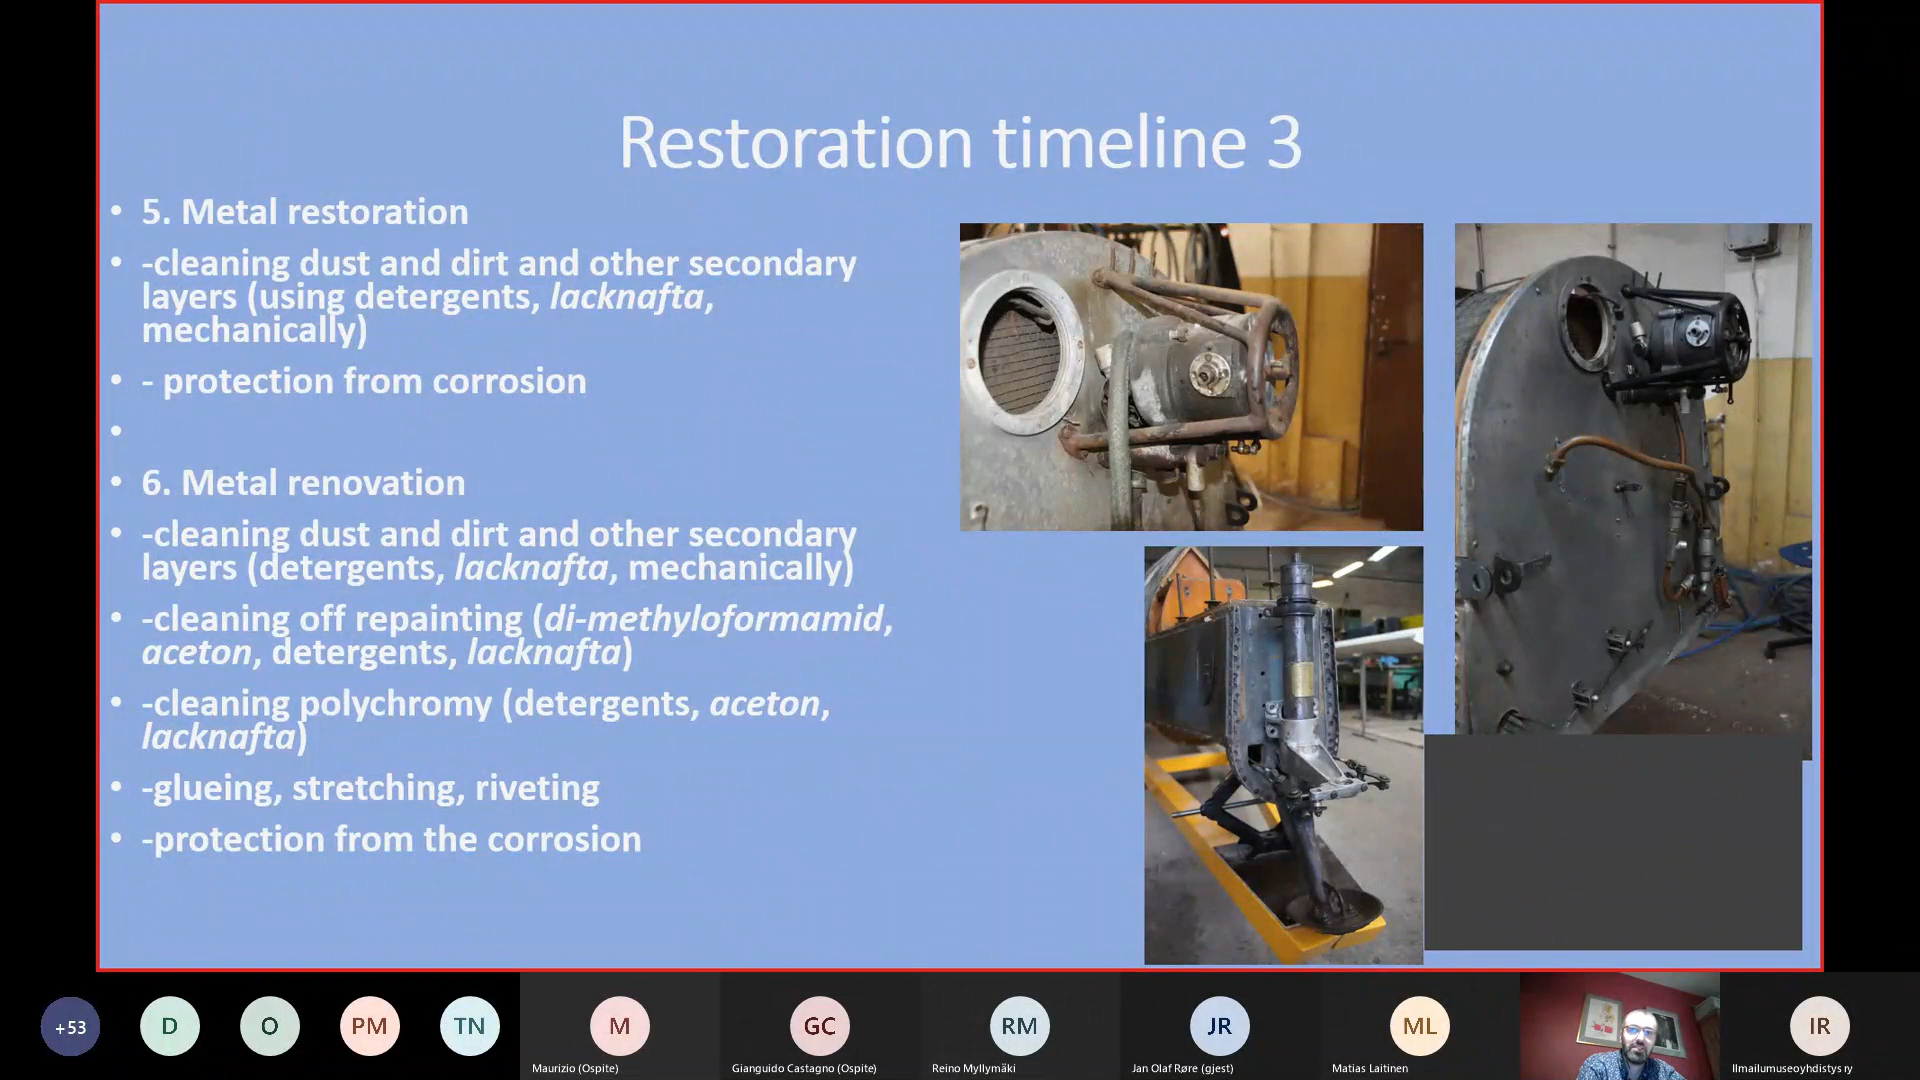 Restoration timeline 3
• 5. Metal restoration
• -cleaning dust and dirt and other secondary
layers (using detergents, lacknafta,
mechanically)
• - protection from corrosion
•
• 6. Metal renovation
• -cleaning dust and dirt and other secondary
layers (detergents, lacknafta, mechanically)
• -cleaning off repainting (di-methyloformamid,
aceton, detergents, lacknafta)
• -cleaning polychromy (detergents, aceton,
lacknafta)
• -glueing, stretching, riveting
• -protection from the corrosion
+53
D
O
PM
TN
M
GC
RM
JR
ML
IR
Maurizio (Ospite)
Gianguido Castagno (Ospite)
Reino Myllymäki
Jan Olaf Røre (gjest)
Matias Laitinen
Ilmailumuseoyhdistys ry